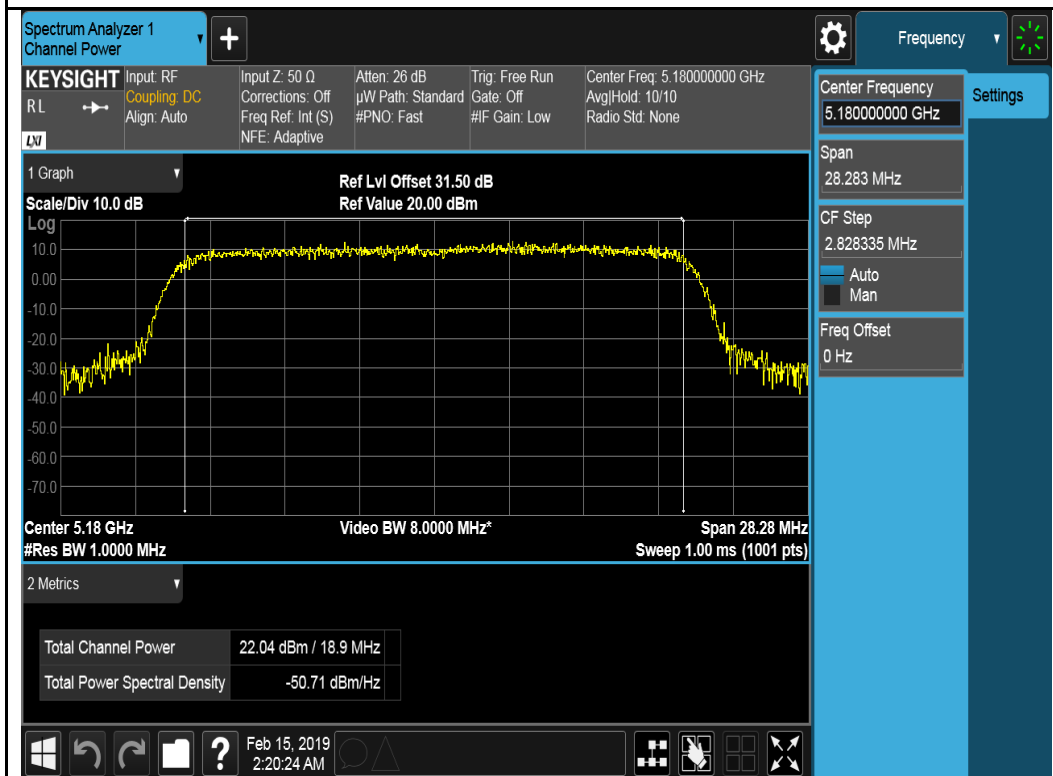 Spectrum Analyzer 1
Channel Power
+
Frequency
KEYSIGHT
R L
LXI
Input: RF
Coupling: DC
Align: Auto
Input Z: 50 Ω
Corrections: Off
Freq Ref: Int (S)
NFE: Adaptive
Atten: 26 dB
µW Path: Standard
#PNO: Fast
Trig: Free Run
Gate: Off
#IF Gain: Low
Center Freq: 5.180000000 GHz
Avg|Hold: 10/10
Radio Std: None
Center Frequency
5.180000000 GHz
Settings
Span
28.283 MHz
CF Step
2.828335 MHz
Auto
Man
Freq Offset
0 Hz
1 Graph
Scale/Div 10.0 dB
Ref Lvl Offset 31.50 dB
Ref Value 20.00 dBm
Log
10.0
0.00
-10.0
-20.0
-30.0
-40.0
-50.0
-60.0
-70.0
Center 5.18 GHz
#Res BW 1.0000 MHz
Video BW 8.0000 MHz*
Span 28.28 MHz
Sweep 1.00 ms (1001 pts)
2 Metrics
Total Channel Power 22.04 dBm / 18.9 MHz
Total Power Spectral Density -50.71 dBm/Hz
?
Feb 15, 2019
2:20:24 AM